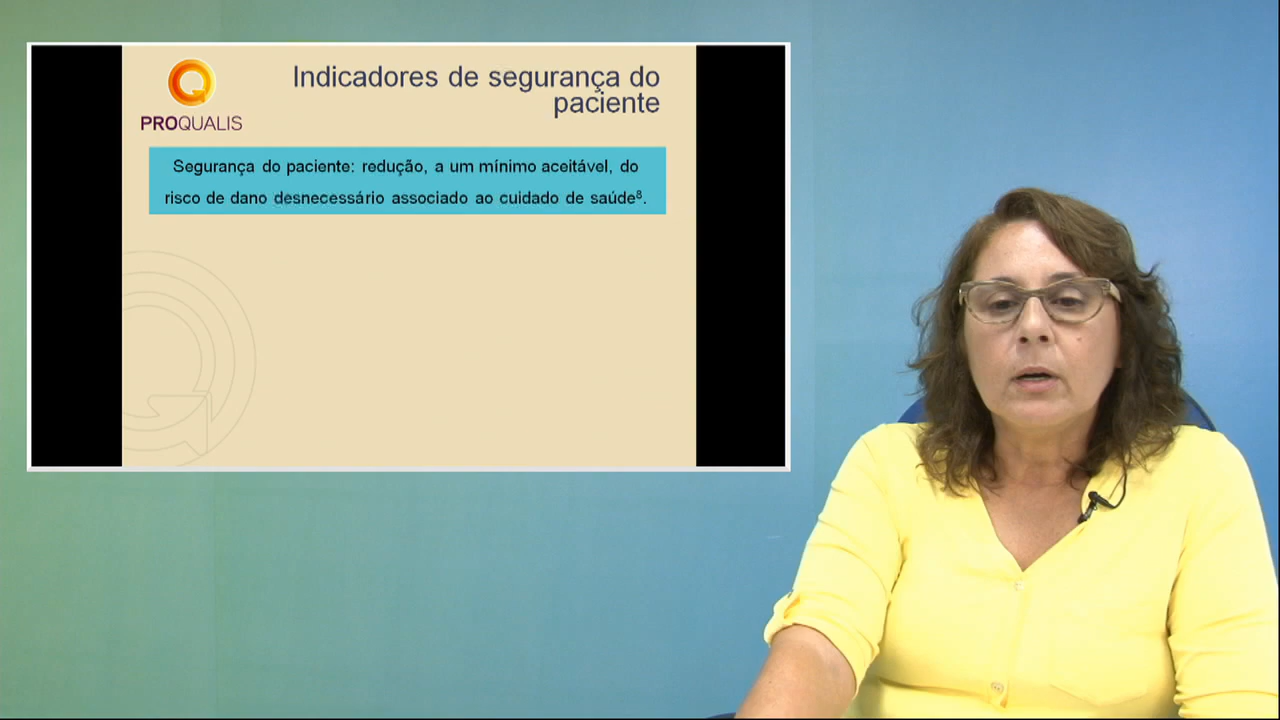 Indicadores de segurança do
paciente
PROQUALIS
Segurança do paciente: redução, a um mínimo aceitável, do
risco de dano desnecessário associado ao cuidado de saúde⁸.